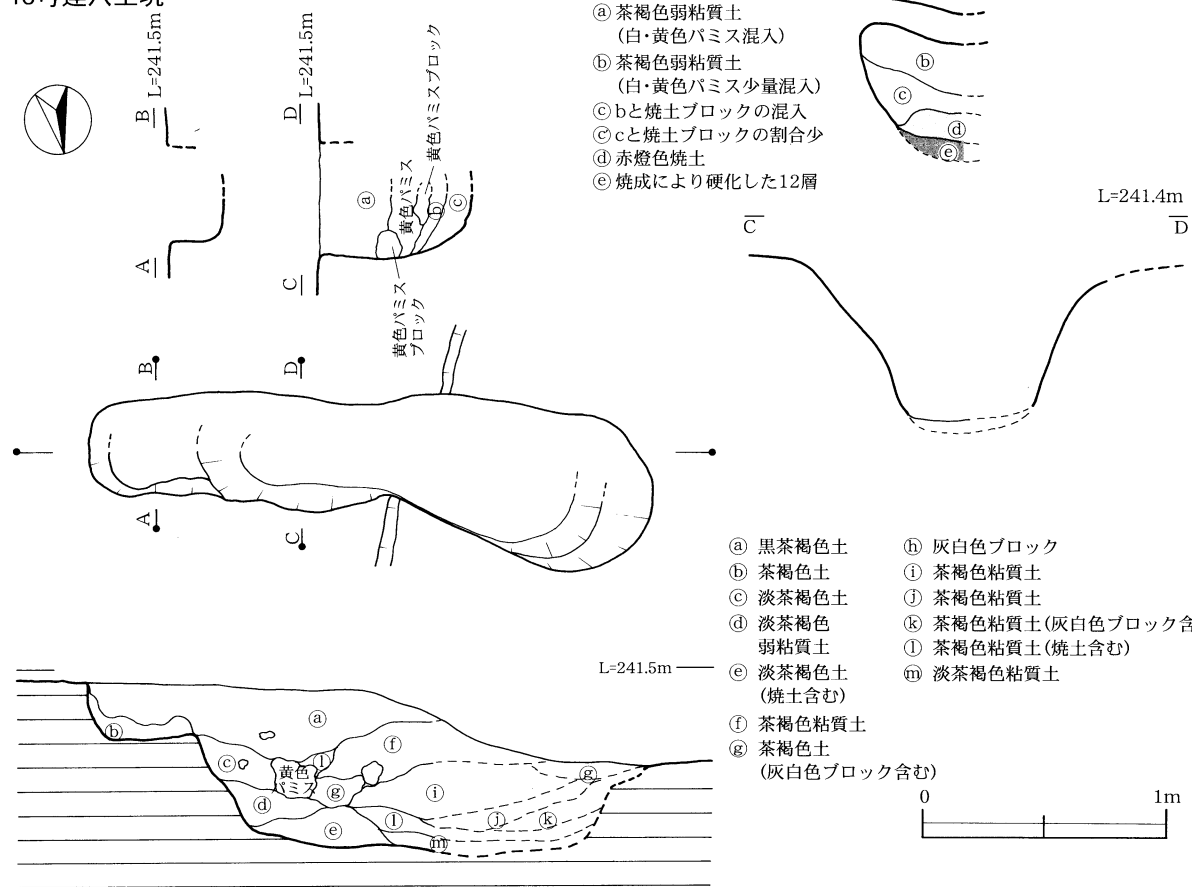 L=241.5m
L=241.5m
B
A
D
C
ⓐ
黄色パミス
黄色パミスブロック
ⓑ
ⓒ
黄色パミス
ブロック
ⓐ 茶褐色弱粘質土
(白・黄色パミス混入)
ⓑ 茶褐色弱粘質土
(白・黄色パミス少量混入)
ⓒ bと焼土ブロックの混入
ⓒ' cと焼土ブロックの割合少
ⓓ 赤燈色焼土
ⓔ 焼成により硬化した12層
ⓑ
ⓒ
ⓓ
ⓔ
L=241.4m
C
D
B
D
A
C
ⓐ 黒茶褐色土
ⓑ 茶褐色土
ⓒ 淡茶褐色土
ⓓ 淡茶褐色
弱粘質土
ⓔ 淡茶褐色土
(焼土含む)
ⓕ 茶褐色粘質土
ⓖ 茶褐色土
(灰白色ブロック含む)
ⓗ 灰白色ブロック
ⓘ 茶褐色粘質土
ⓙ 茶褐色粘質土
ⓚ 茶褐色粘質土(灰白色ブロック含
ⓛ 茶褐色粘質土(焼土含む)
ⓜ 淡茶褐色粘質土
L=241.5m
ⓐ
ⓑ
ⓒ
ⓛ
ⓕ
黄色
パミス
ⓖ
ⓖ
ⓓ
ⓘ
ⓔ
ⓛ
ⓙ
ⓚ
ⓜ
0
1m